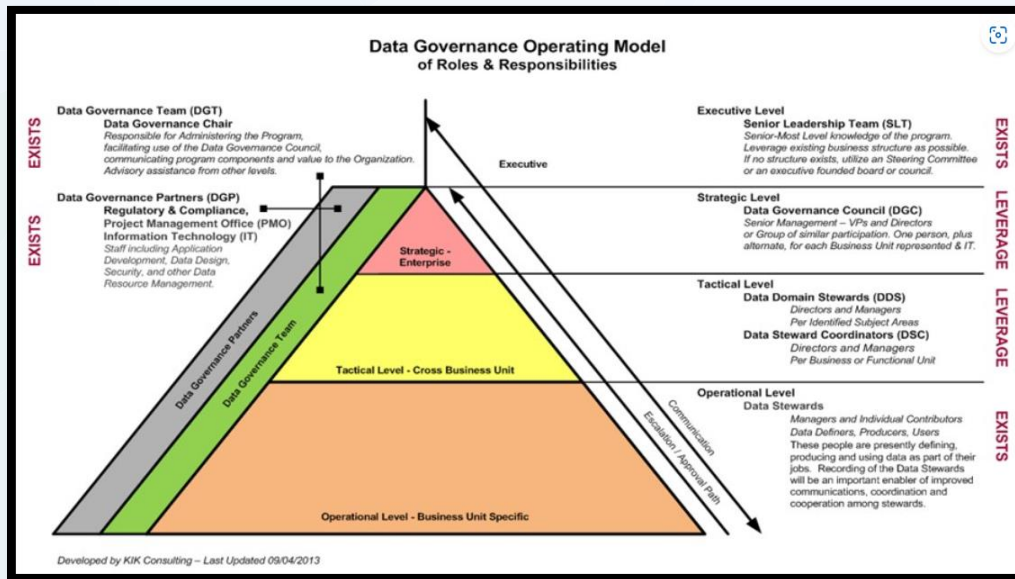 Data Governance Operating Model
of Roles & Responsibilities
EXISTS
Data Governance Team (DGT)
Data Governance Chair
Responsible for Administering the Program,
facilitating use of the Data Governance Council,
communicating program components and value to the Organization.
Advisory assistance from other levels.
EXISTS
Data Governance Partners (DGP)
Regulatory & Compliance,
Project Management Office (PMO)
Information Technology (IT)
Staff including Application
Development, Data Design,
Security, and other Data
Resource Management.
Executive
Strategic -
Enterprise
Tactical Level - Cross Business Unit
Operational Level - Business Unit Specific
Data Governance Partners
Data Governance Team
Communication
Escalation / Approval Path
Executive Level
Senior Leadership Team (SLT)
Senior-Most Level knowledge of the program.
Leverage existing business structure as possible.
If no structure exists, utilize an Steering Committee
or an executive founded board or council.
EXISTS
Strategic Level
Data Governance Council (DGC)
Senior Management – VPs and Directors
or Group of similar participation. One person, plus
alternate, for each Business Unit represented & IT.
LEVERAGE
Tactical Level
Data Domain Stewards (DDS)
Directors and Managers
Per Identified Subject Areas
Data Steward Coordinators (DSC)
Directors and Managers
Per Business or Functional Unit
LEVERAGE
Operational Level
Data Stewards
Managers and Individual Contributors
Data Definers, Producers, Users
These people are presently defining,
producing and using data as part of their
jobs. Recording of the Data Stewards
will be an important enabler of improved
communications, coordination and
cooperation among stewards.
EXISTS
Developed by KIK Consulting – Last Updated 09/04/2013